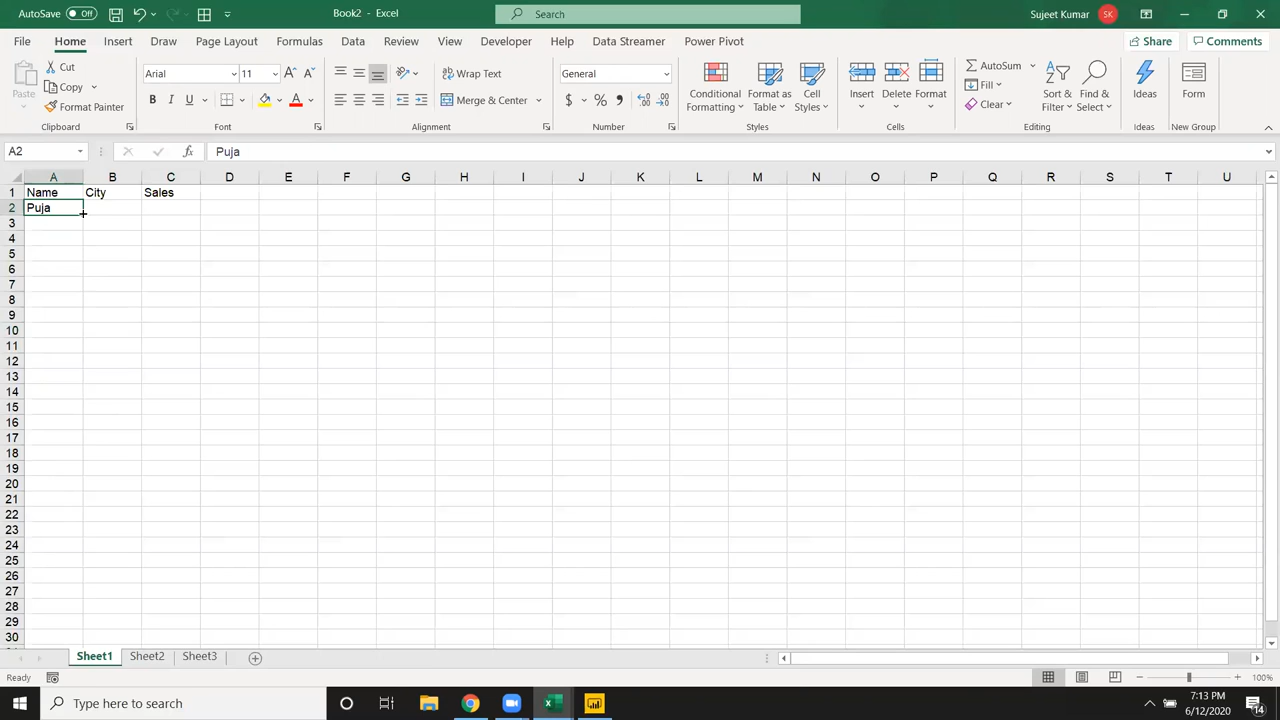 AutoSave Off Book2 - Excel Search Sujeet Kumar SK
File Home Insert Draw Page Layout Formulas Data Review View Developer Help Data Streamer Power Pivot Share Comments
Paste Cut Copy Format Painter Clipboard
Arial 11 B I U A Font
Wrap Text Merge & Center Alignment
General $ % Number
Conditional Formatting Format as Table Cell Styles Styles
Insert Delete Format Cells
AutoSum Fill Clear Sort & Filter Find & Select Editing
Ideas Ideas
Form New Group
A2 fx Puja
A B C D E F G H I J K L M N O P Q R S T U
1 Name City Sales
2 Puja
3
4
5
6
7
8
9
10
11
12
13
14
15
16
17
18
19
20
21
22
23
24
25
26
27
28
29
30
Sheet1 Sheet2 Sheet3
Ready 100%
Type here to search 7:13 PM
6/12/2020 14